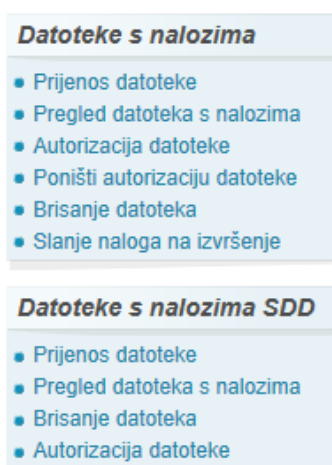 Datoteke s nalozima
Prijenos datoteke
Pregled datoteka s nalozima
Autorizacija datoteke
Poništi autorizaciju datoteke
Brisanje datoteka
Slanje naloga na izvršenje
Datoteke s nalozima SDD
Prijenos datoteke
Pregled datoteka s nalozima
Brisanje datoteka
Autorizacija datoteke